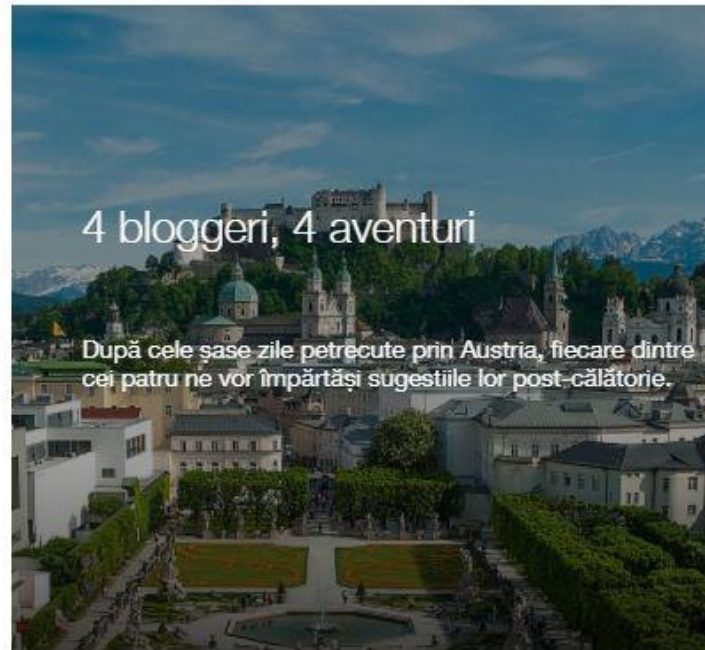 4 bloggeri, 4 aventuri
După cele șase zile petrecute prin Austria, fiecare dintre
cei patru ne vor împărtăși sugestiile lor post-călătorie.